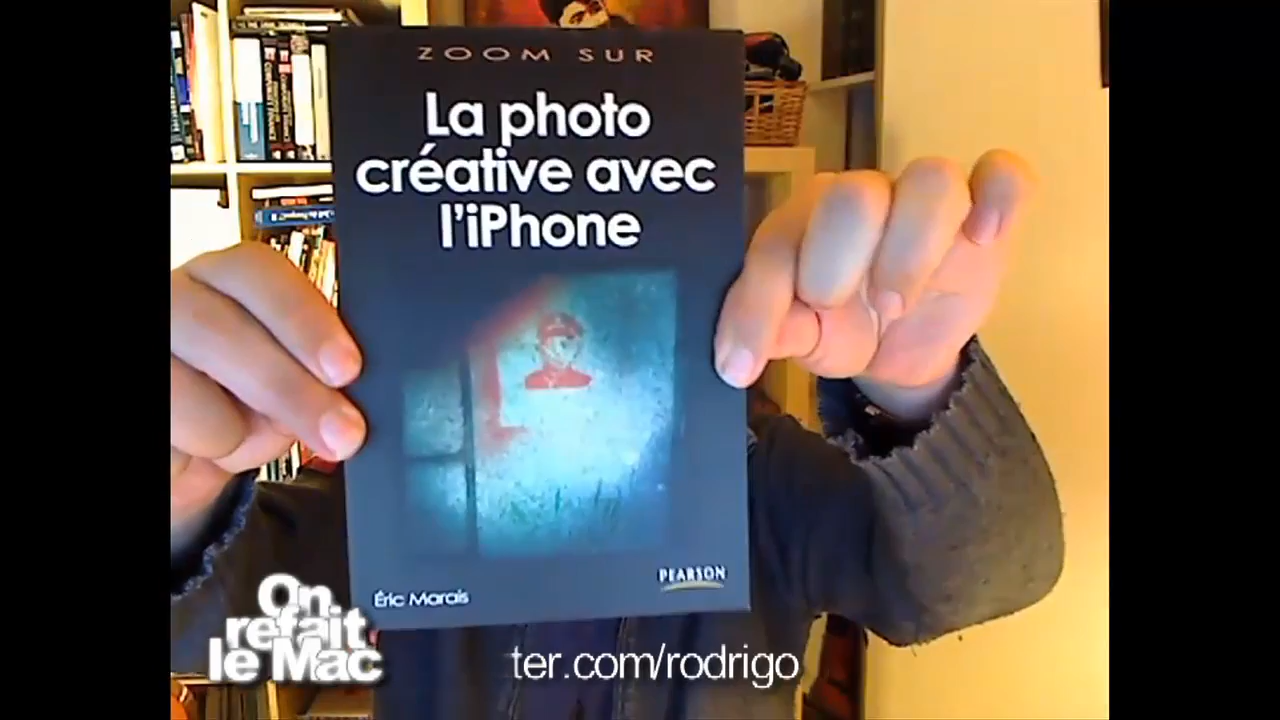 ZOOM SUR
La photo
créative avec
l'iPhone
PEARSON
Éric Marais
On
refait
le Mac
ter.com/rodrigo